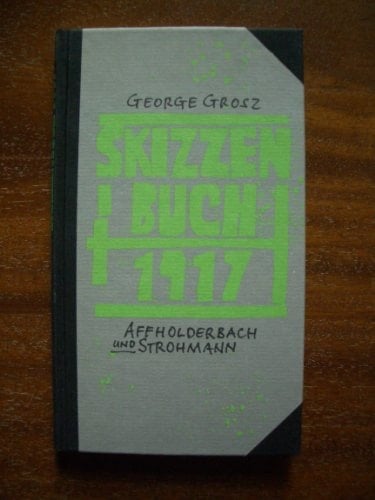 GEORGE GROSZ
SKIZZEN
BUCH
1917
AFFHOLDERBACH
UND STROHMANN